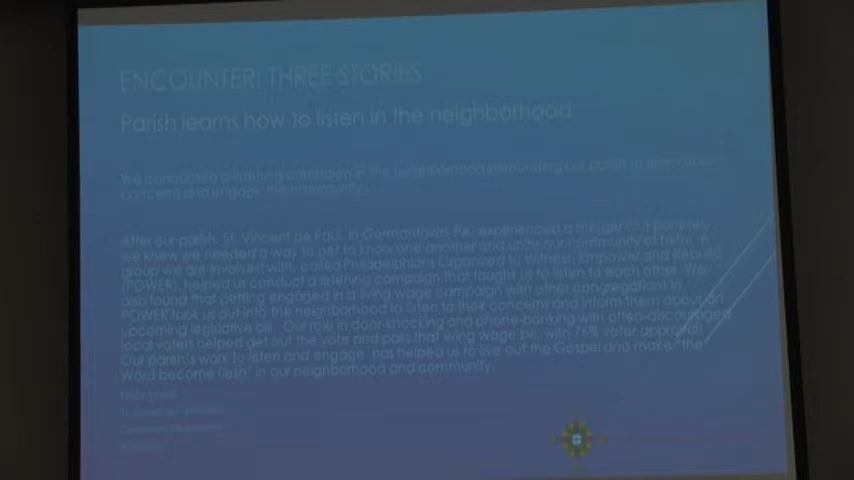 ENCOUNTER: THREE STORIES
Parish learns how to listen in the neighborhood
We conducted a listening campaign in the neighborhood surrounding our parish to
concerns and engage the community.
After our parish, St. Vincent de Paul, in Germantown, PA, experienced a merger of 3 parishes,
we knew we needed a way to get to know one another and unify our community of faith. A
group we are involved with, called Philadelphians Organized to Witness, Empower and Rebuild
(POWER), helped us conduct a listening campaign that taught us to listen to each other. We
also found that getting engaged in a living wage campaign with other congregations in
POWER took us out into the neighborhood to listen to their concerns and inform them about an
upcoming legislative bill. Our role in door-knocking and phone-banking with often-discouraged
local voters helped get out the vote and pass that living wage bill, with 76% voter approval!
Our parish's work to listen and engage, has helped us to live out the Gospel and make "the
Word become flesh" in our neighborhood and community.